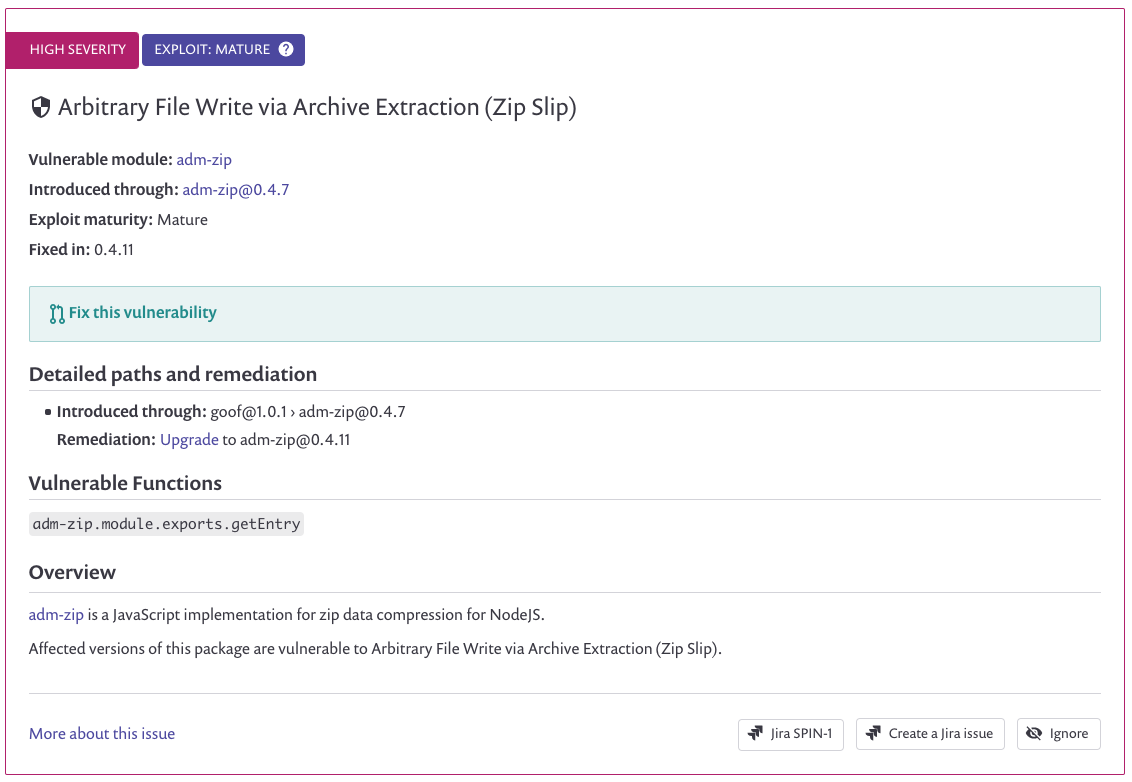 HIGH SEVERITY
EXPLOIT: MATURE ?
Arbitrary File Write via Archive Extraction (Zip Slip)
Vulnerable module: adm-zip
Introduced through: adm-zip@0.4.7
Exploit maturity: Mature
Fixed in: 0.4.11
Fix this vulnerability
Detailed paths and remediation
Introduced through: goof@1.0.1 › adm-zip@0.4.7
Remediation: Upgrade to adm-zip@0.4.11
Vulnerable Functions
adm-zip.module.exports.getEntry
Overview
adm-zip is a JavaScript implementation for zip data compression for NodeJS.
Affected versions of this package are vulnerable to Arbitrary File Write via Archive Extraction (Zip Slip).
More about this issue
Jira SPIN-1
Create a Jira issue
Ignore